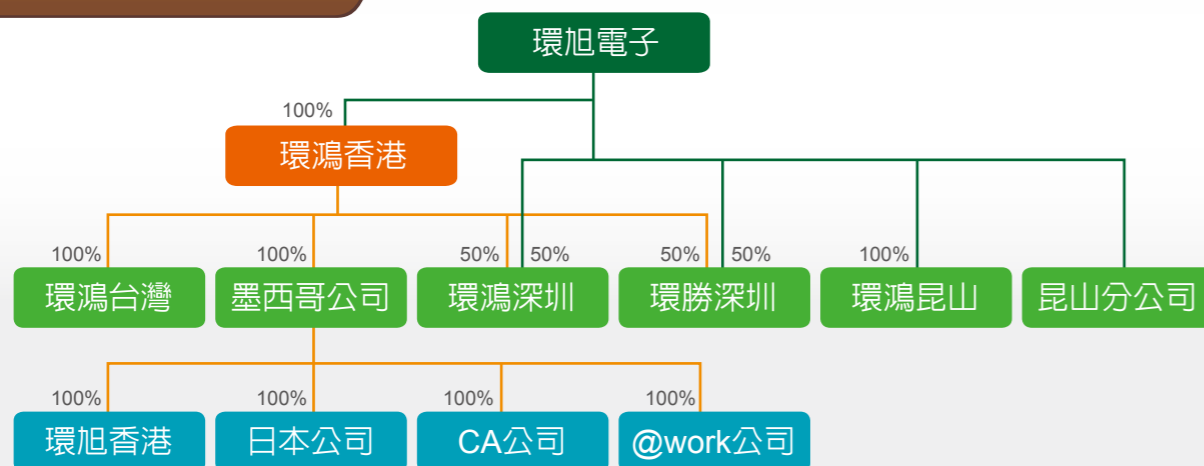 環旭電子
100%
環鴻香港
100%
100%
50%
50%
50%
50%
100%
環鴻台灣
墨西哥公司
環鴻深圳
環勝深圳
環鴻昆山
昆山分公司
100%
100%
100%
100%
環旭香港
日本公司
CA公司
@work公司